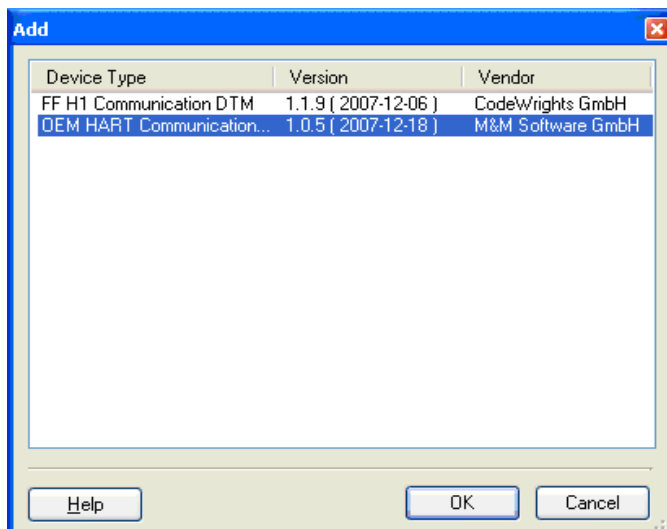 Add
Device Type Version Vendor
FF H1 Communication DTM 1.1.9 ( 2007-12-06 ) CodeWrights GmbH
OEM HART Communication... 1.0.5 ( 2007-12-18 ) M&M Software GmbH
Help OK Cancel